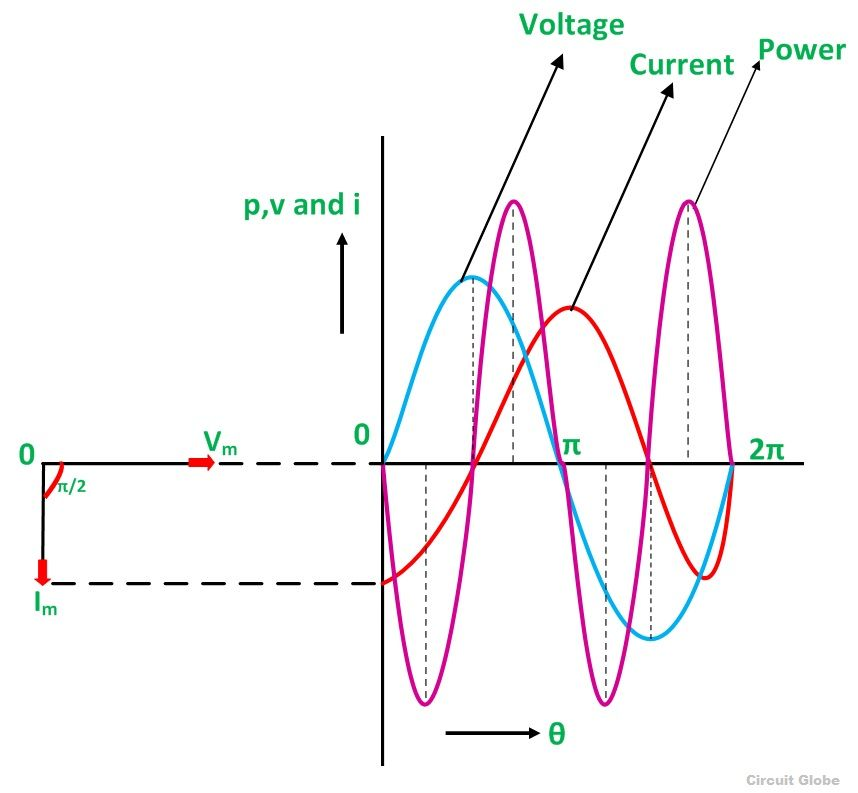 Voltage
Power
Current
p,v and i
0
π
2π
0
Vm
π/2
Im
θ
Circuit Globe